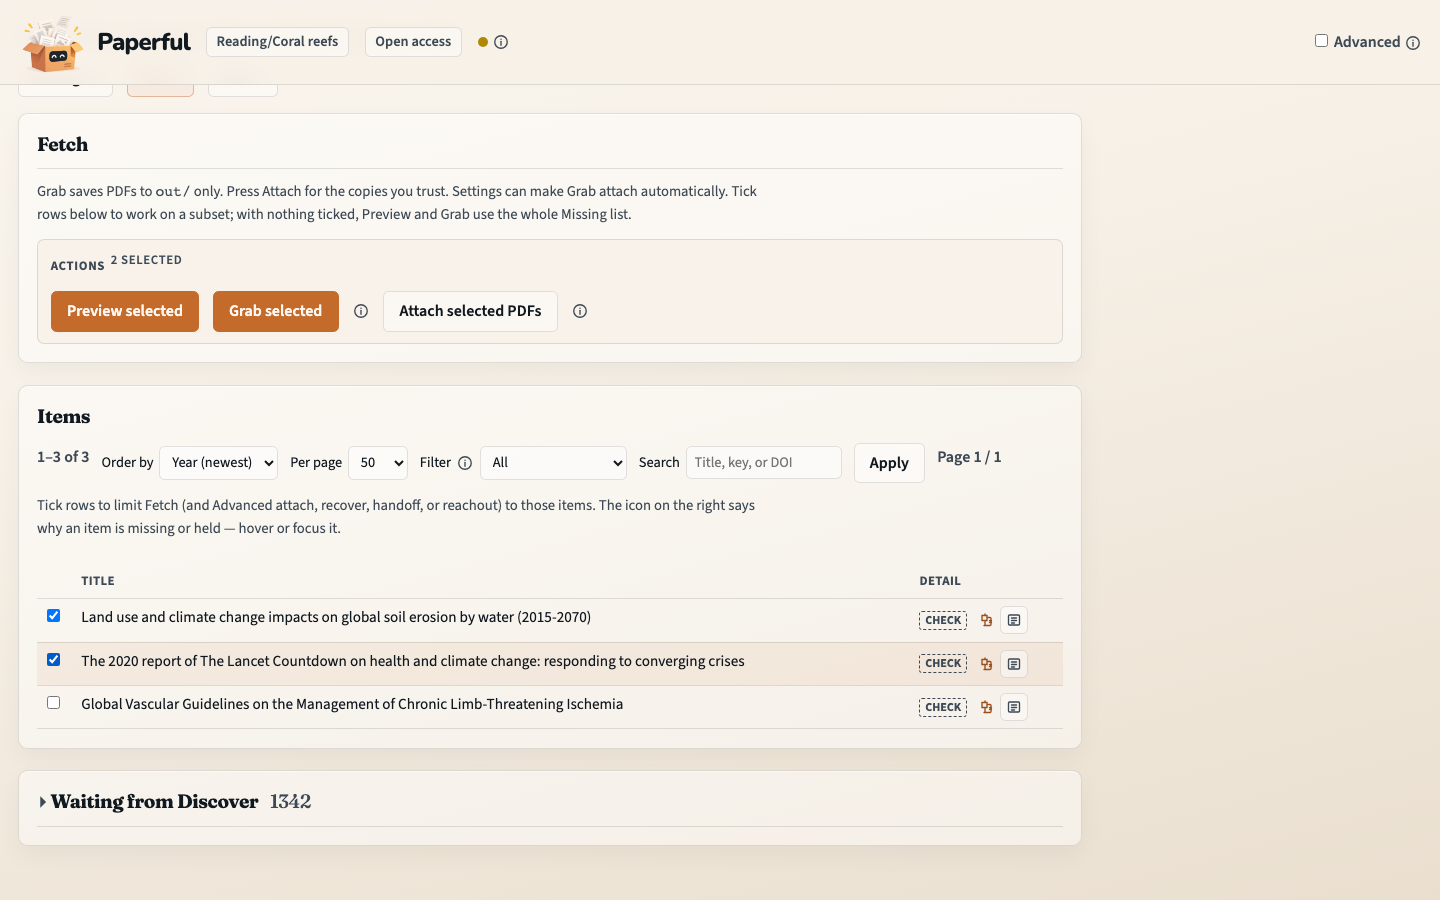 Paperful
Reading/Coral reefs
Open access
Advanced
Fetch
Grab saves PDFs to out/ only. Press Attach for the copies you trust. Settings can make Grab attach automatically. Tick
rows below to work on a subset; with nothing ticked, Preview and Grab use the whole Missing list.
ACTIONS 2 SELECTED
Preview selected
Grab selected
Attach selected PDFs
Items
1–3 of 3 Order by Year (newest) Per page 50 Filter All Search Title, key, or DOI Apply Page 1 / 1
Tick rows to limit Fetch (and Advanced attach, recover, handoff, or reachout) to those items. The icon on the right says
why an item is missing or held — hover or focus it.
TITLE DETAIL
Land use and climate change impacts on global soil erosion by water (2015-2070) CHECK
The 2020 report of The Lancet Countdown on health and climate change: responding to converging crises CHECK
Global Vascular Guidelines on the Management of Chronic Limb-Threatening Ischemia CHECK
Waiting from Discover 1342